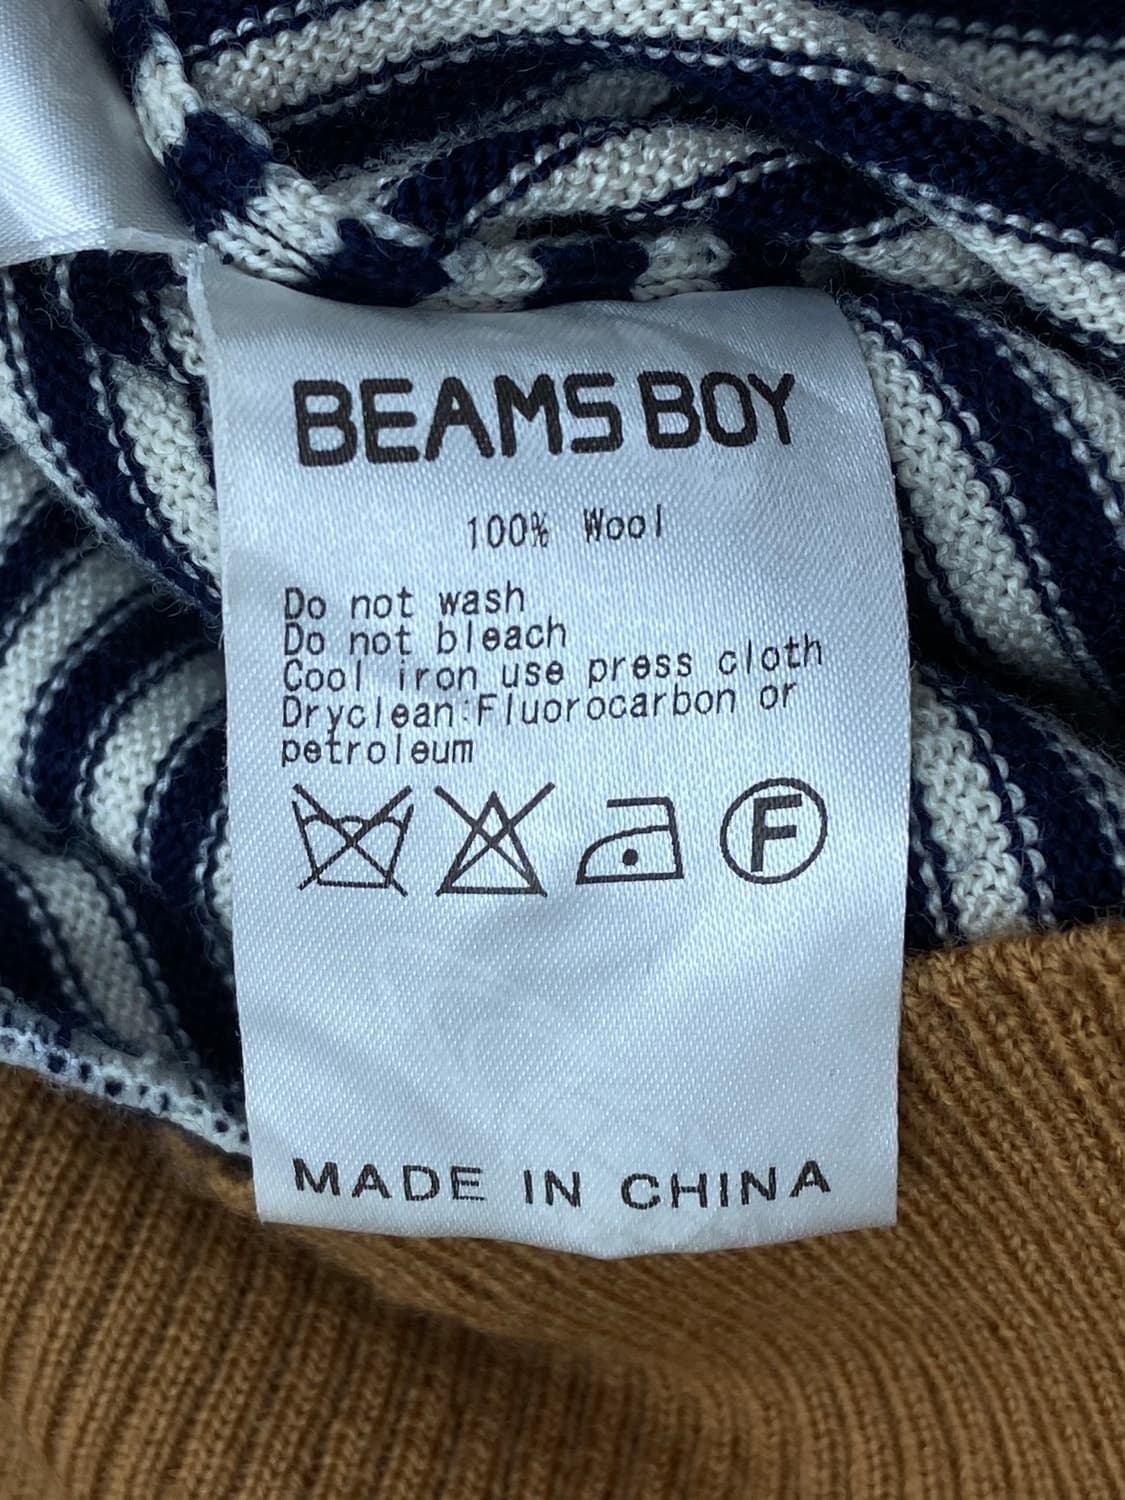 BEAMS BOY
100% Wool
Do not wash
Do not bleach
Cool iron use press cloth
Dryclean:Fluorocarbon or
petroleum
F
MADE IN CHINA